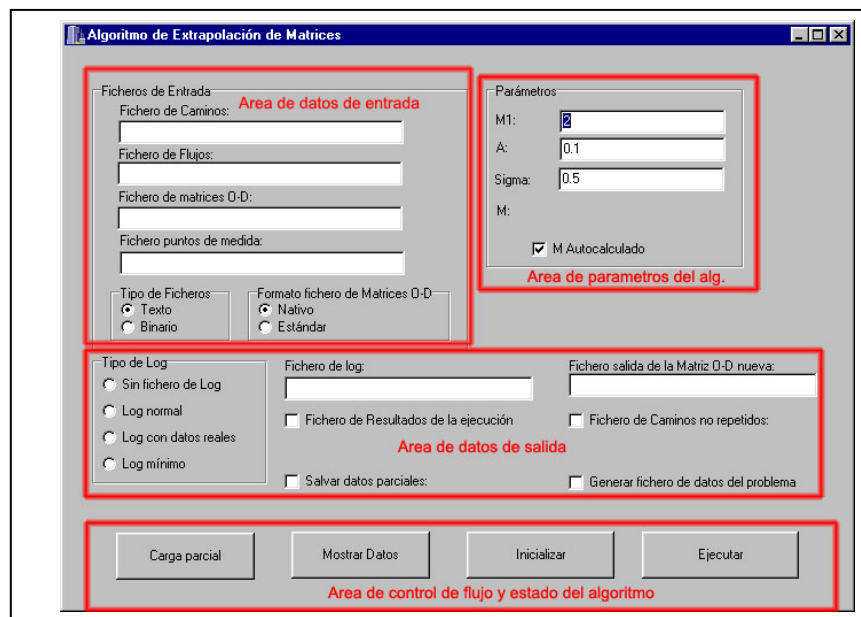 Algoritmo de Extrapolación de Matrices
Ficheros de Entrada
Area de datos de entrada
Fichero de Caminos:
Fichero de Flujos:
Fichero de matrices O-D:
Fichero puntos de medida:
Tipo de Ficheros
Texto
Binario
Formato fichero de Matrices O-D
Nativo
Estándar
Parámetros
M1: 2
A: 0.1
Sigma: 0.5
M:
M Autocalculado
Area de parametros del alg.
Tipo de Log
Sin fichero de Log
Log normal
Log con datos reales
Log mínimo
Fichero de log:
Fichero salida de la Matriz O-D nueva:
Fichero de Resultados de la ejecución
Fichero de Caminos no repetidos:
Area de datos de salida
Salvar datos parciales:
Generar fichero de datos del problema
Carga parcial
Mostrar Datos
Inicializar
Ejecutar
Area de control de flujo y estado del algoritmo